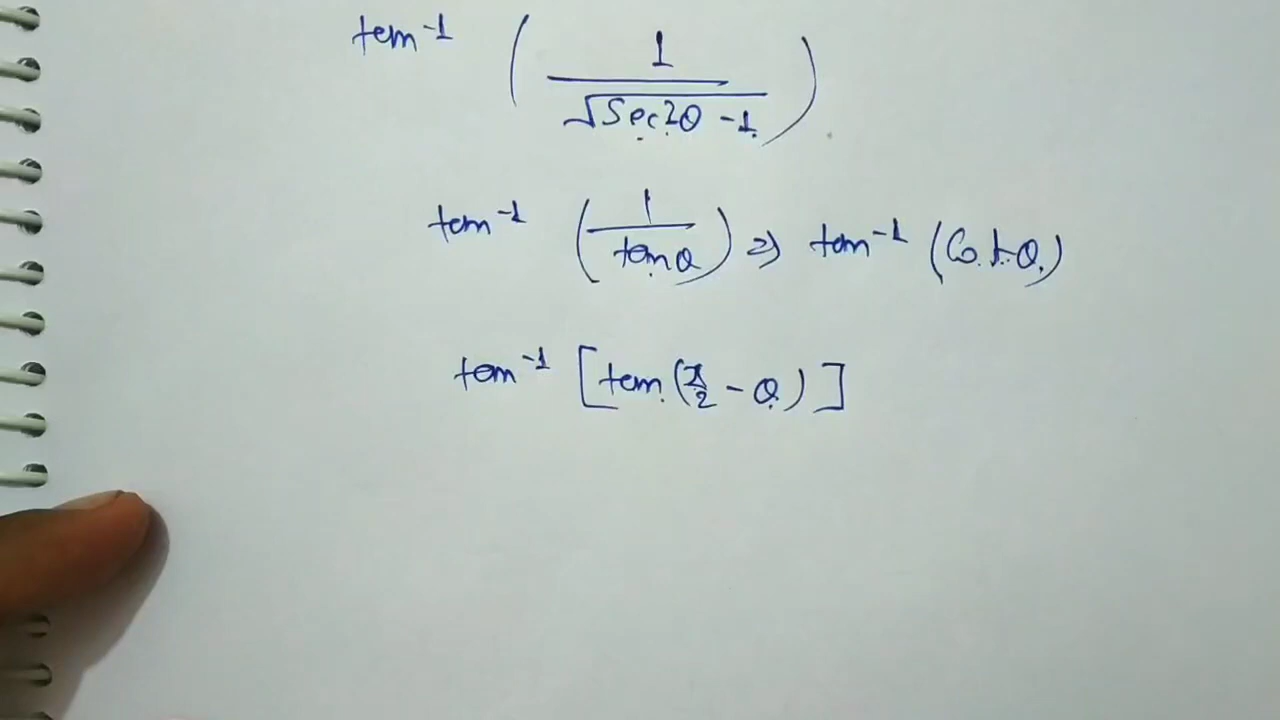 tan⁻¹ (1/√Sec²θ - 1)
tan⁻¹ (1/tanθ) ⇒ tan⁻¹ (Cotθ)
tan⁻¹ [tan(π/2 - θ)]